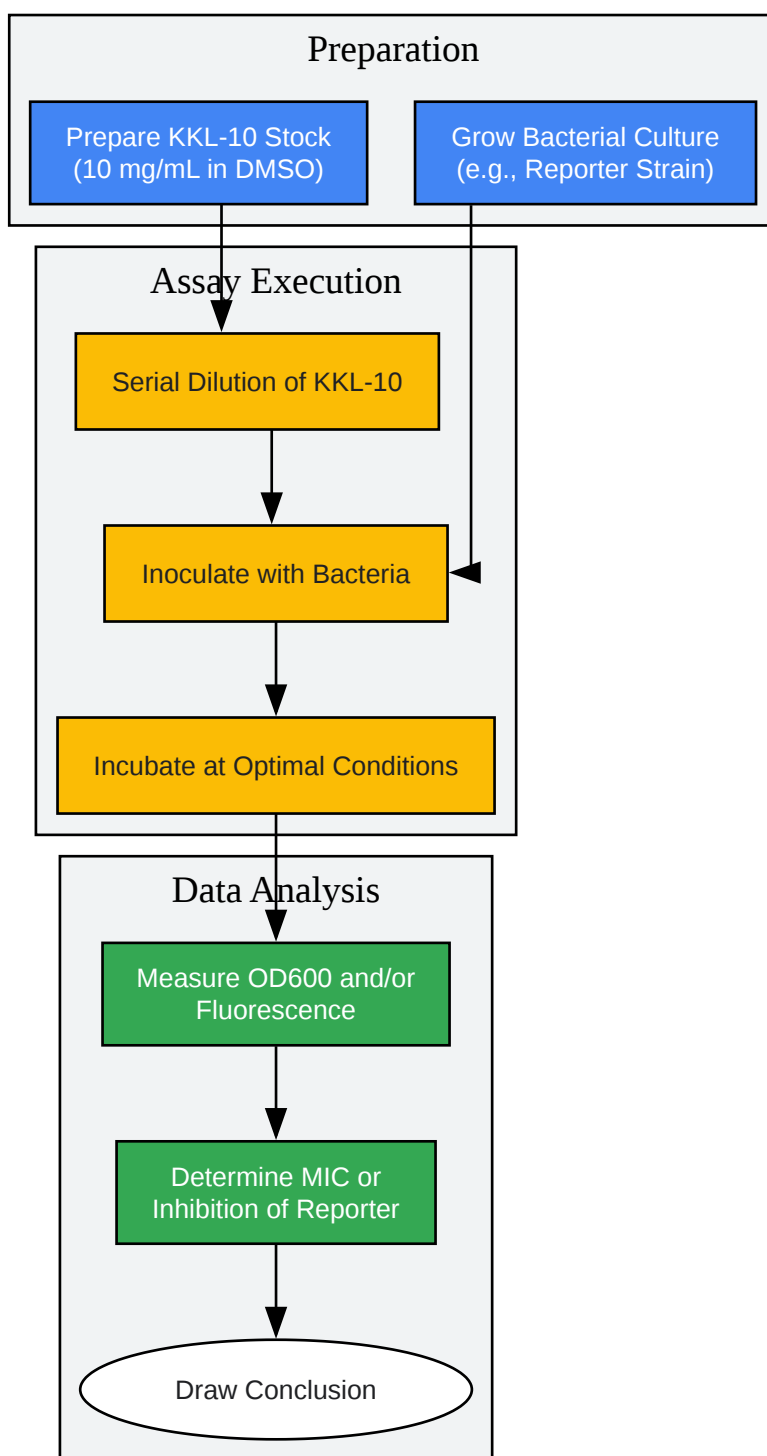 Preparation
Prepare KKL-10 Stock
(10 mg/mL in DMSO)
Grow Bacterial Culture
(e.g., Reporter Strain)
Assay Execution
Serial Dilution of KKL-10
Inoculate with Bacteria
Incubate at Optimal Conditions
Data Analysis
Measure OD600 and/or
Fluorescence
Determine MIC or
Inhibition of Reporter
Draw Conclusion